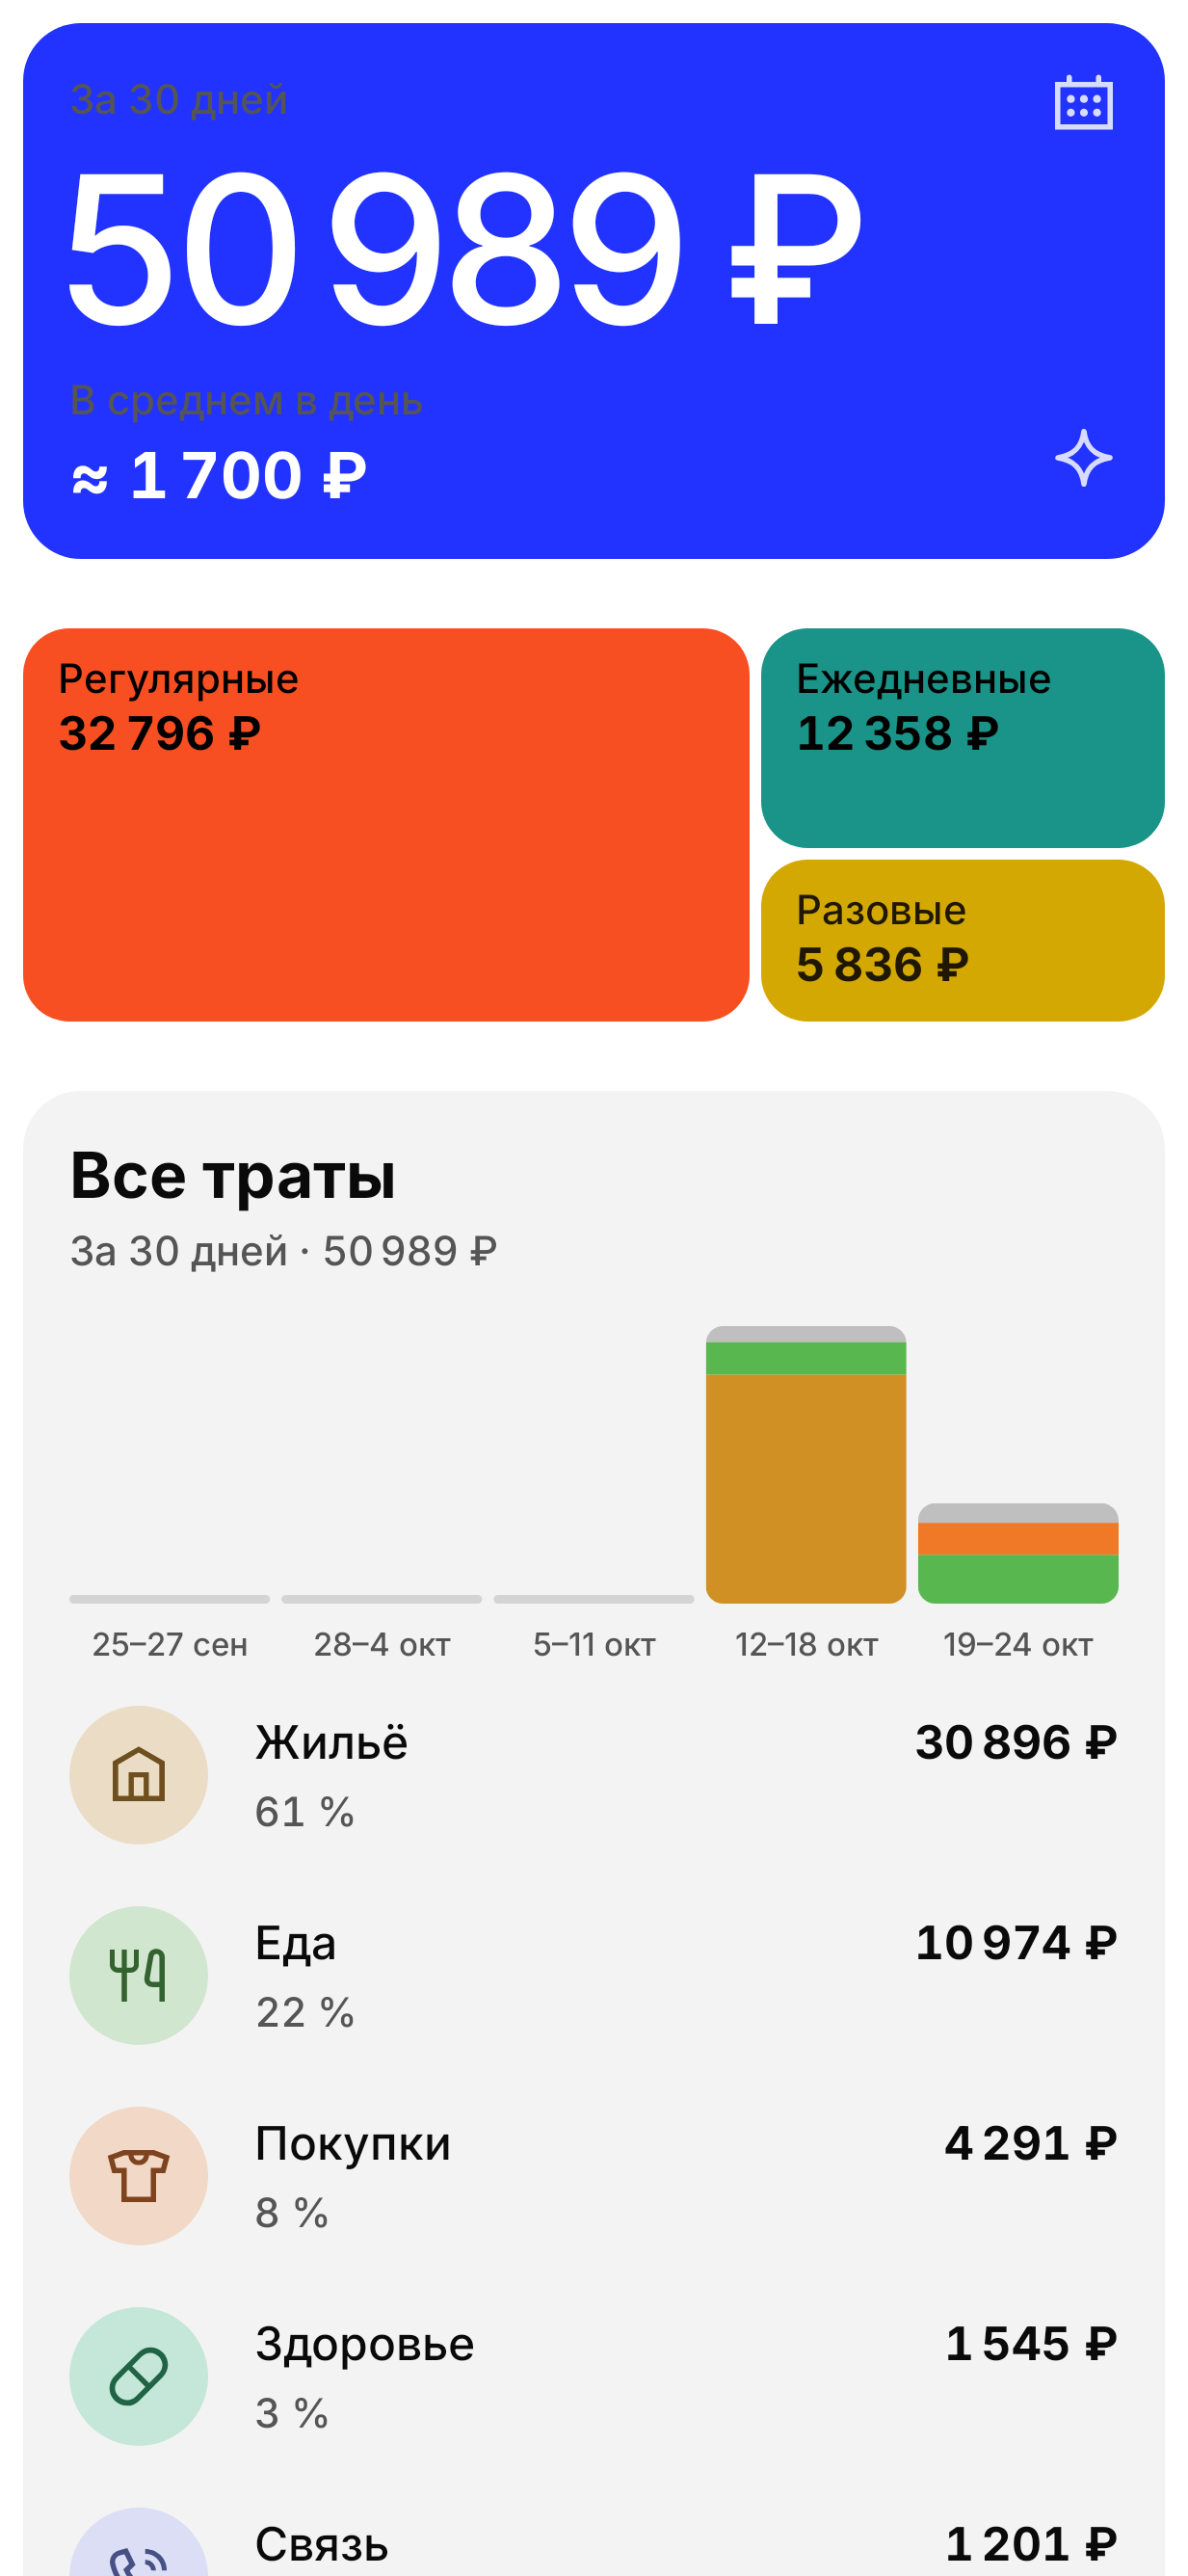 За 30 дней
50 989 ₽
В среднем в день
≈ 1 700 ₽
Регулярные
32 796 ₽
Ежедневные
12 358 ₽
Разовые
5 836 ₽
Все траты
За 30 дней · 50 989 ₽
25–27 сен 28–4 окт 5–11 окт 12–18 окт 19–24 окт
Жильё 30 896 ₽
61 %
Еда 10 974 ₽
22 %
Покупки 4 291 ₽
8 %
Здоровье 1 545 ₽
3 %
Связь 1 201 ₽